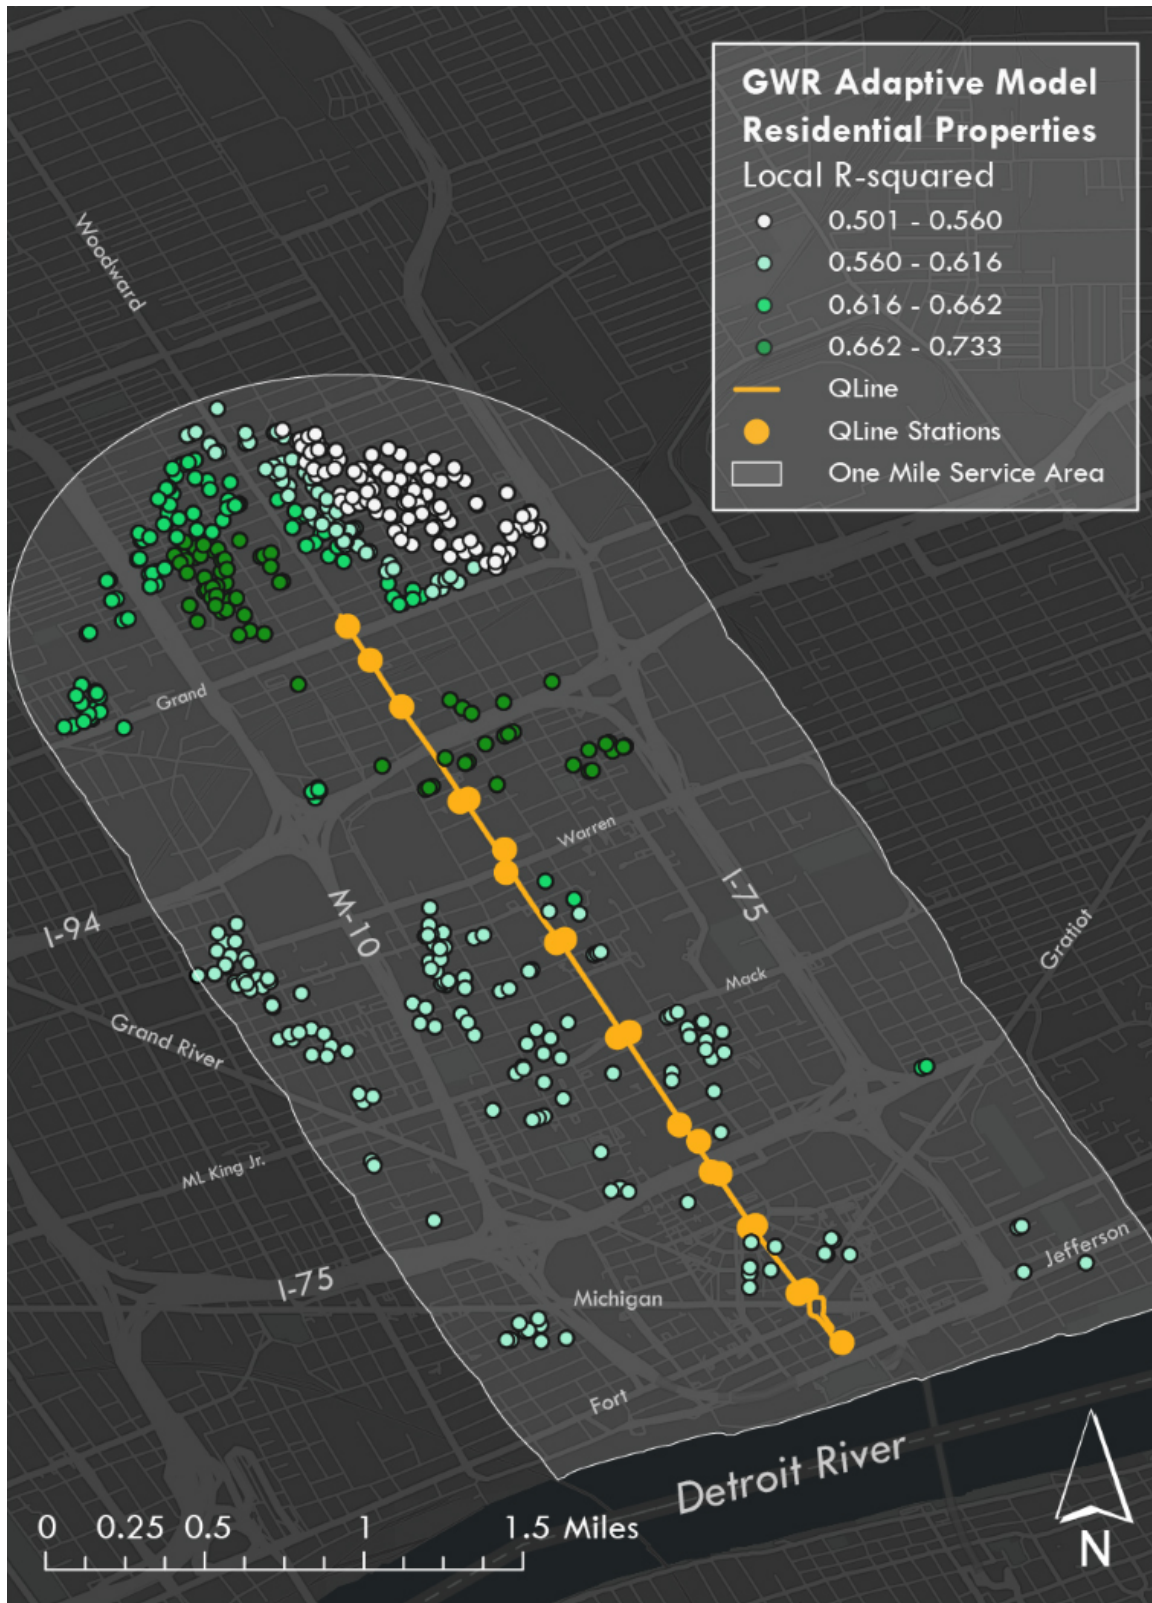 GWR Adaptive Model
Residential Properties
Local R-squared
0.501 - 0.560
0.560 - 0.616
0.616 - 0.662
0.662 - 0.733
QLine
QLine Stations
One Mile Service Area
Woodward
Grand
Warren
I-94
M-10
I-75
Gratiot
Mack
Grand River
ML King Jr.
I-75
Michigan
Jefferson
Fort
Detroit River
0 0.25 0.5 1 1.5 Miles
N